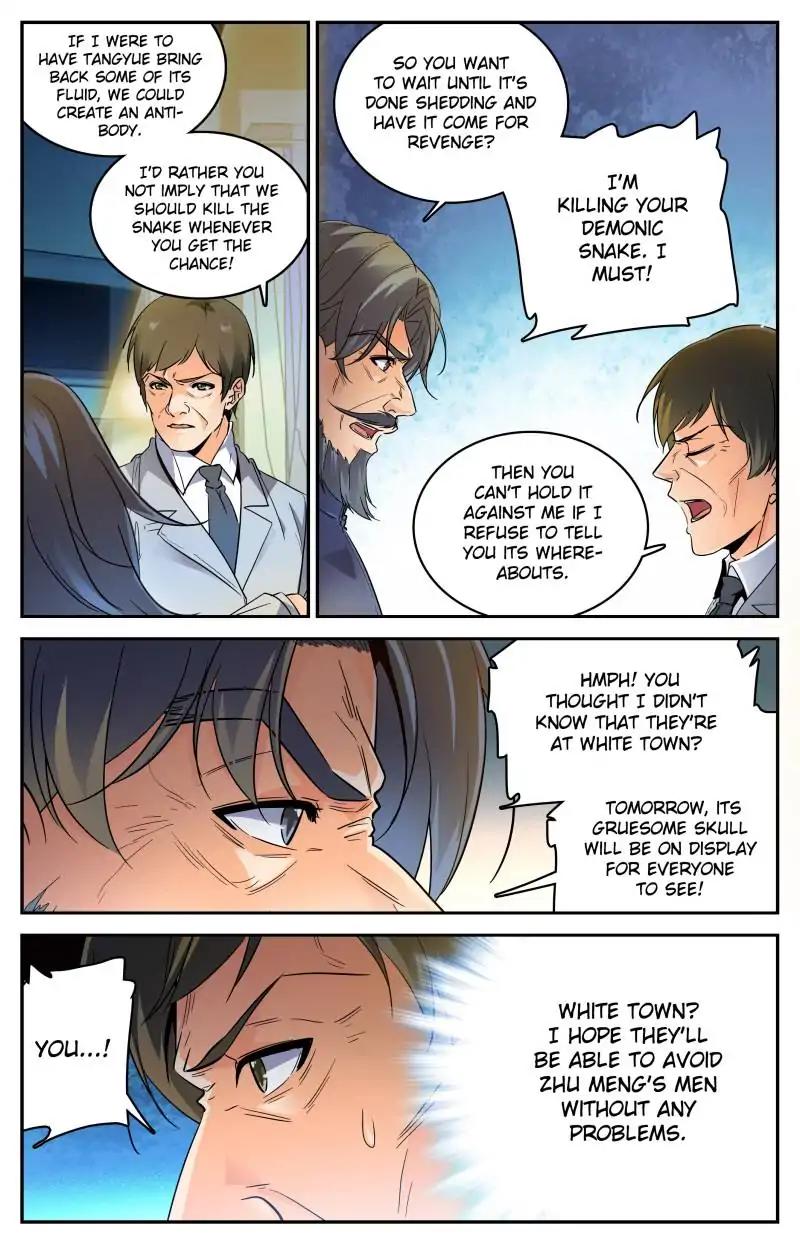 IF I WERE TO
HAVE TANGYUE BRING
BACK SOME OF ITS
FLUID, WE COULD
CREATE AN ANTI-
BODY.
I'D RATHER YOU
NOT IMPLY THAT WE
SHOULD KILL THE
SNAKE WHENEVER
YOU GET THE
CHANCE!
SO YOU WANT
TO WAIT UNTIL IT'S
DONE SHEDDING AND
HAVE IT COME FOR
REVENGE?
I'M
KILLING YOUR
DEMONIC
SNAKE. I
MUST!
THEN YOU
CAN'T HOLD IT
AGAINST ME IF I
REFUSE TO TELL
YOU ITS WHERE-
ABOUTS.
HMPH! YOU
THOUGHT I DIDN'T
KNOW THAT THEY'RE
AT WHITE TOWN?
TOMORROW, ITS
GRUESOME SKULL
WILL BE ON DISPLAY
FOR EVERYONE
TO SEE!
YOU...!
WHITE TOWN?
I HOPE THEY'LL
BE ABLE TO AVOID
ZHU MENG'S MEN
WITHOUT ANY
PROBLEMS.